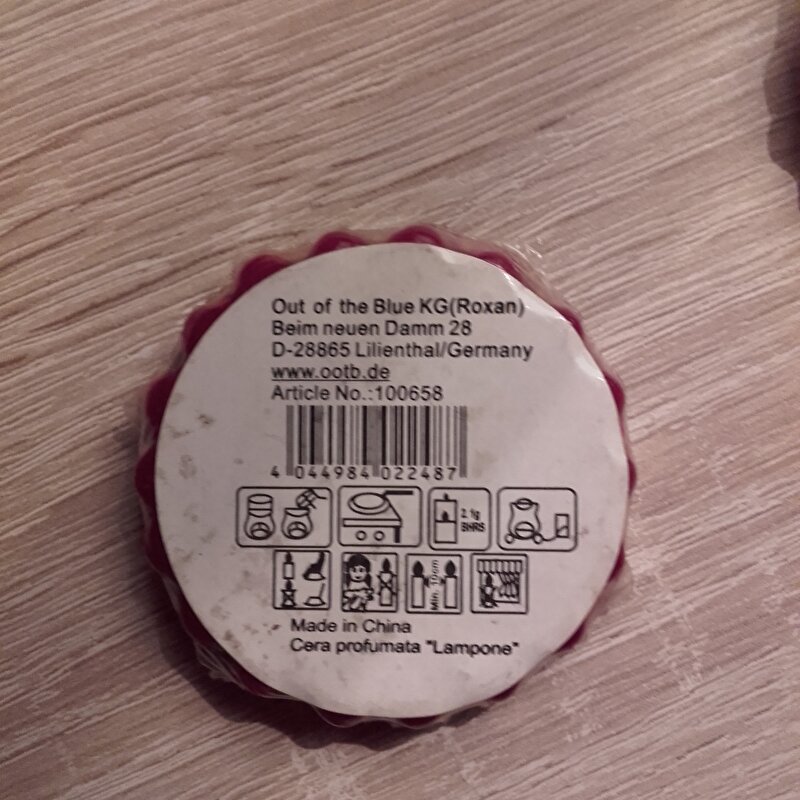 Out of the Blue KG(Roxan)
Beim neuen Damm 28
D-28865 Lilienthal/Germany
www.ootb.de
Article No.:100658
4 044984 022487
Made in China
Cera profumata "Lampone"